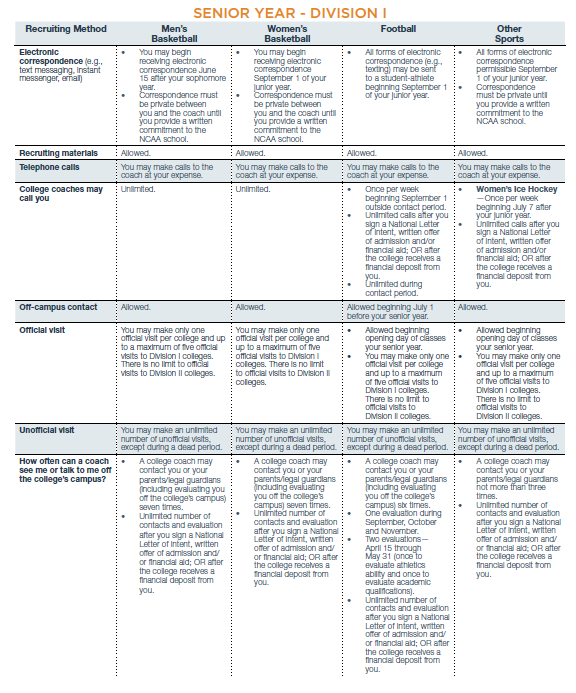 SENIOR YEAR - DIVISION I
Recruiting Method
Men's
Basketball
Women's
Basketball
Football
Other
Sports
Electronic
correspondence (e.g.,
text messaging, instant
messenger, email)
• You may begin
receiving electronic
correspondence June
15 after your sophomore
year.
• Correspondence must
be private between
you and the coach until
you provide a written
commitment to the
NCAA school.
• You may begin
receiving electronic
correspondence
September 1 of your
junior year.
• Correspondence must
be private between
you and the coach until
you provide a written
commitment to the
NCAA school.
• All forms of electronic
correspondence (e.g.,
texting) may be sent
to a student-athlete
beginning September 1
of your junior year.
• All forms of electronic
correspondence
permissible September
1 of your junior year.
• Correspondence
must be private until
you provide a written
commitment to the
NCAA school.
Recruiting materials
Allowed.
Allowed.
Allowed.
Allowed.
Telephone calls
You may make calls to the
coach at your expense.
You may make calls to the
coach at your expense.
You may make calls to the
coach at your expense.
You may make calls to the
coach at your expense.
College coaches may
call you
Unlimited.
Unlimited.
• Once per week
beginning September 1
outside contact period.
• Unlimited calls after you
sign a National Letter
of Intent, written offer
of admission and/or
financial aid; OR after
the college receives a
financial deposit from
you.
• Unlimited during
contact period.
• Women's Ice Hockey
—Once per week
beginning July 7 after
your junior year.
• Unlimited calls after you
sign a National Letter
of Intent, written offer
of admission and/or
financial aid; OR after
the college receives a
financial deposit from
you.
Off-campus contact
Allowed.
Allowed.
Allowed beginning July 1
before your senior year.
Allowed.
Official visit
You may make only one
official visit per college and up
to a maximum of five official
visits to Division I colleges.
There is no limit to official
visits to Division II colleges.
You may make only one
official visit per college and
up to a maximum of five
official visits to Division I
colleges. There is no limit
to official visits to Division II
colleges.
• Allowed beginning
opening day of classes
your senior year.
• You may make only one
official visit per college
and up to a maximum
of five official visits to
Division I colleges.
There is no limit to
official visits to
Division II colleges.
• Allowed beginning
opening day of classes
your senior year.
• You may make only one
official visit per college
and up to a maximum
of five official visits to
Division I colleges.
There is no limit to
official visits to
Division II colleges.
Unofficial visit
You may make an unlimited
number of unofficial visits,
except during a dead period.
You may make an unlimited
number of unofficial visits,
except during a dead period.
You may make an unlimited
number of unofficial visits,
except during a dead period.
You may make an unlimited
number of unofficial visits,
except during a dead period.
How often can a coach
see me or talk to me off
the college's campus?
• A college coach may
contact you or your
parents/legal guardians
(including evaluating you
off the college's campus)
seven times.
• Unlimited number of
contacts and evaluation
after you sign a National
Letter of Intent, written
offer of admission and/
or financial aid; OR after
the college receives a
financial deposit from
you.
• A college coach may
contact you or your
parents/legal guardians
(including evaluating
you off the college's
campus) seven times.
• Unlimited number of
contacts and evaluation
after you sign a National
Letter of Intent, written
offer of admission and/
or financial aid; OR after
the college receives a
financial deposit from
you.
• A college coach may
contact you or your
parents/legal guardians
(including evaluating
you off the college's
campus) six times.
• One evaluation during
September, October
and November.
• Two evaluations—
April 15 through
May 31 (once to
evaluate athletics
ability and once to
evaluate academic
qualifications).
• Unlimited number of
contacts and evaluation
after you sign a National
Letter of Intent, written
offer of admission and/
or financial aid; OR after
the college receives a
financial deposit from
you.
• A college coach may
contact you or your
parents/legal guardians
not more than three
times.
• Unlimited number of
contacts and evaluation
after you sign a National
Letter of Intent, written
offer of admission and/
or financial aid; OR after
the college receives a
financial deposit from
you.